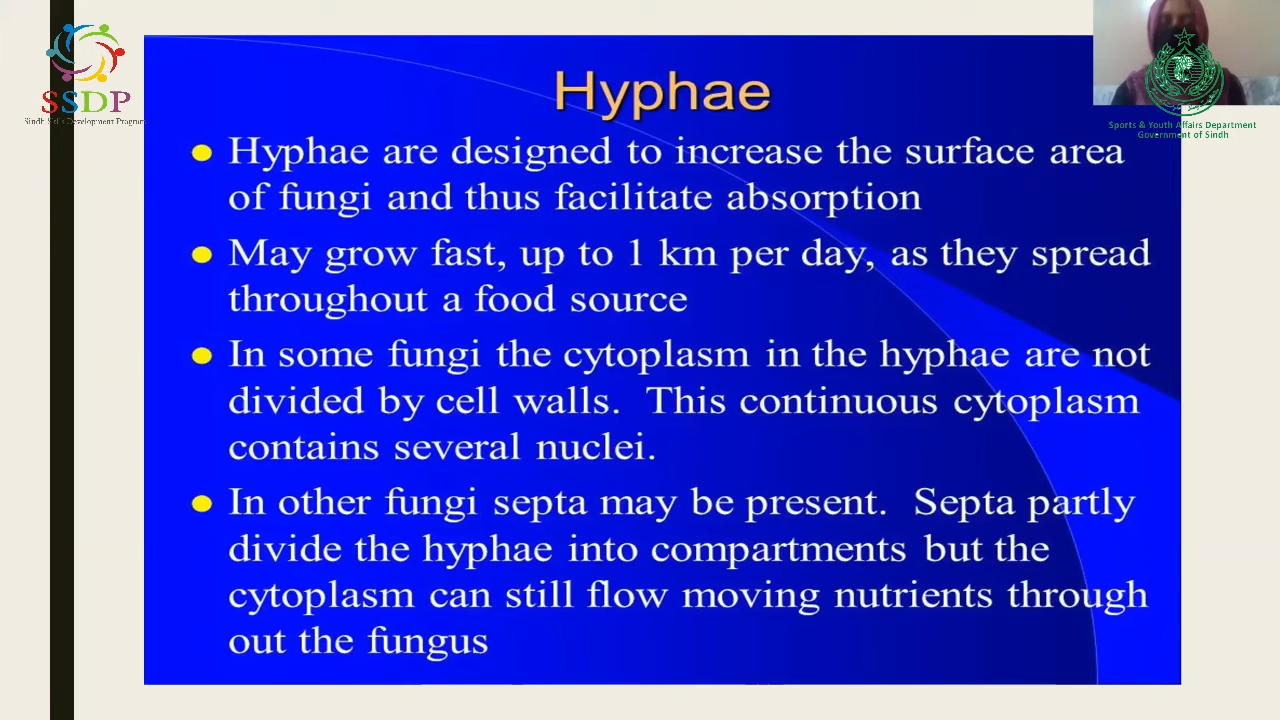 SSDP
Sindh Skills Development Program
Sports & Youth Affairs Department
Government of Sindh
Hyphae
Hyphae are designed to increase the surface area
of fungi and thus facilitate absorption
May grow fast, up to 1 km per day, as they spread
throughout a food source
In some fungi the cytoplasm in the hyphae are not
divided by cell walls.  This continuous cytoplasm
contains several nuclei.
In other fungi septa may be present.  Septa partly
divide the hyphae into compartments but the
cytoplasm can still flow moving nutrients through
out the fungus